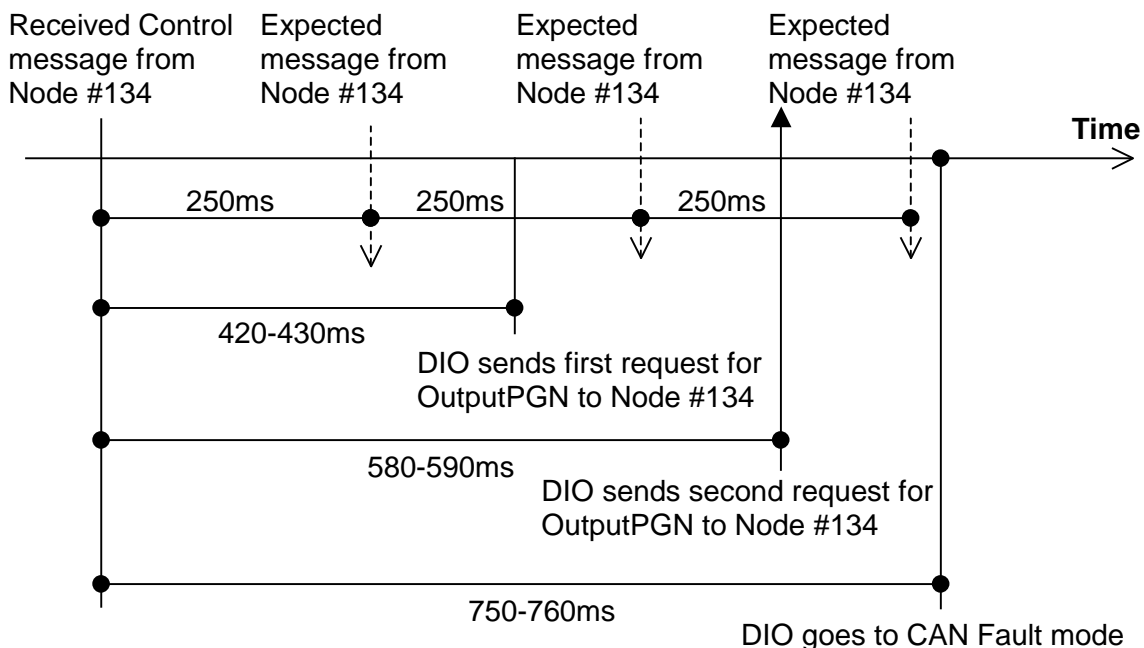 Received Control
message from
Node #134
Expected
message from
Node #134
Expected
message from
Node #134
Expected
message from
Node #134
Time
250ms
250ms
250ms
420-430ms
DIO sends first request for
OutputPGN to Node #134
580-590ms
DIO sends second request for
OutputPGN to Node #134
750-760ms
DIO goes to CAN Fault mode